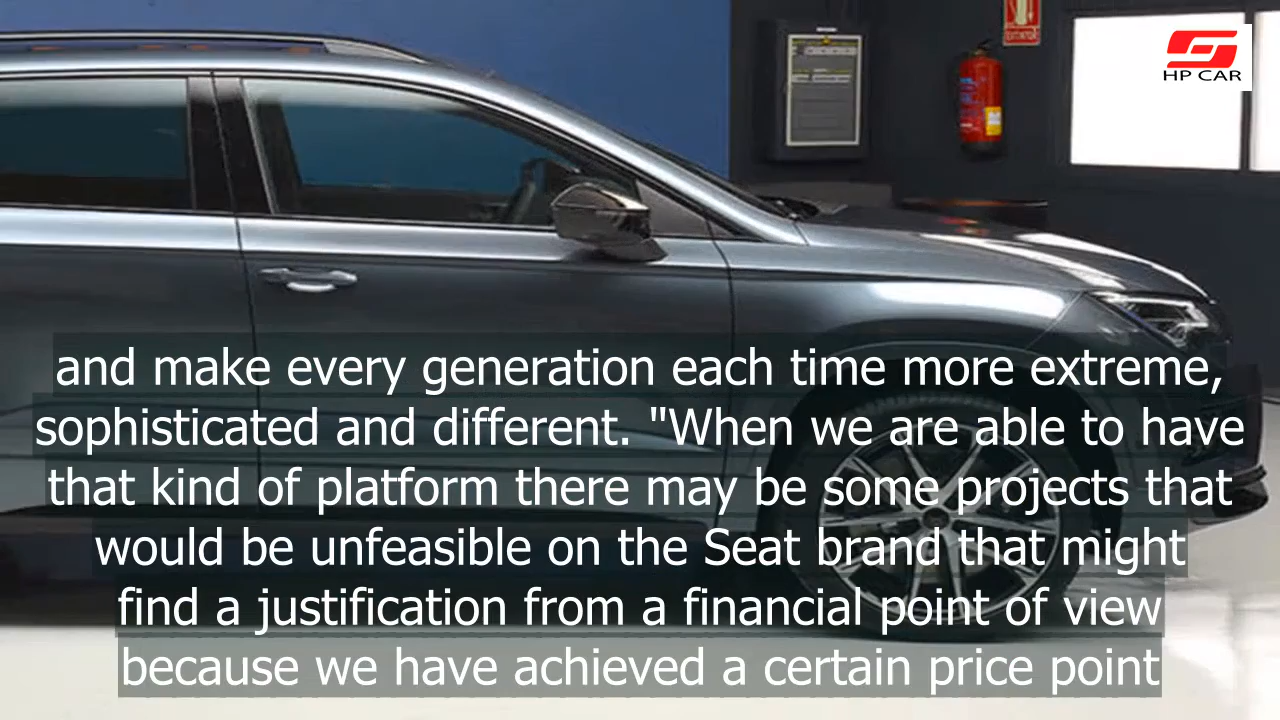 EXTINTOR
HP CAR
and make every generation each time more extreme,
sophisticated and different. "When we are able to have
that kind of platform there may be some projects that
would be unfeasible on the Seat brand that might
find a justification from a financial point of view
because we have achieved a certain price point